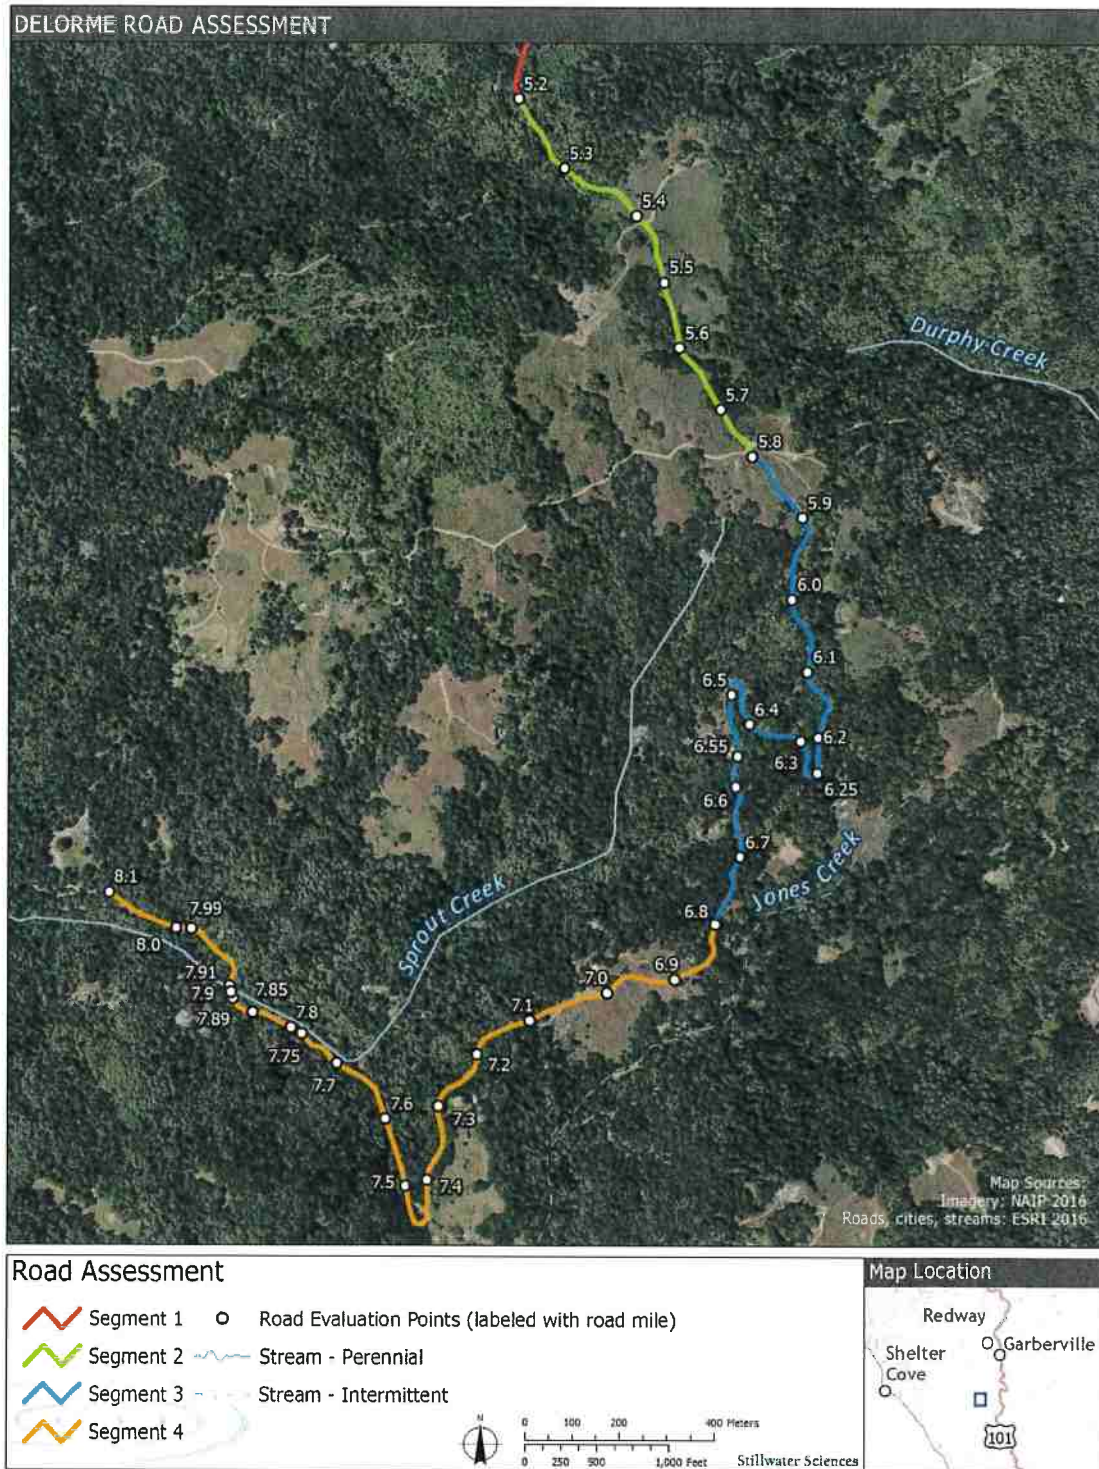 DELORME ROAD ASSESSMENT
5.2
5.3
5.4
5.5
5.6
Durphy Creek
5.7
5.8
5.9
6.0
6.1
6.5
6.4
6.2
6.55
6.3
6.25
6.6
6.7
Jones Creek
8.1
Sprout Creek
6.8
7.99
8.0
6.9
7.0
7.91
7.9
7.85
7.89
7.8
7.1
7.75
7.2
7.7
7.6
7.3
7.5
7.4
Map Sources:
Imagery: NAIP 2016
Roads, cities, streams: ESRI 2016
Road Assessment
Segment 1
Road Evaluation Points (labeled with road mile)
Segment 2
Stream - Perennial
Segment 3
Stream - Intermittent
Segment 4
N
0 100 200 400 Meters
0 250 500 1,000 Feet
Stillwater Sciences
Map Location
Redway
Garberville
Shelter
Cove
101